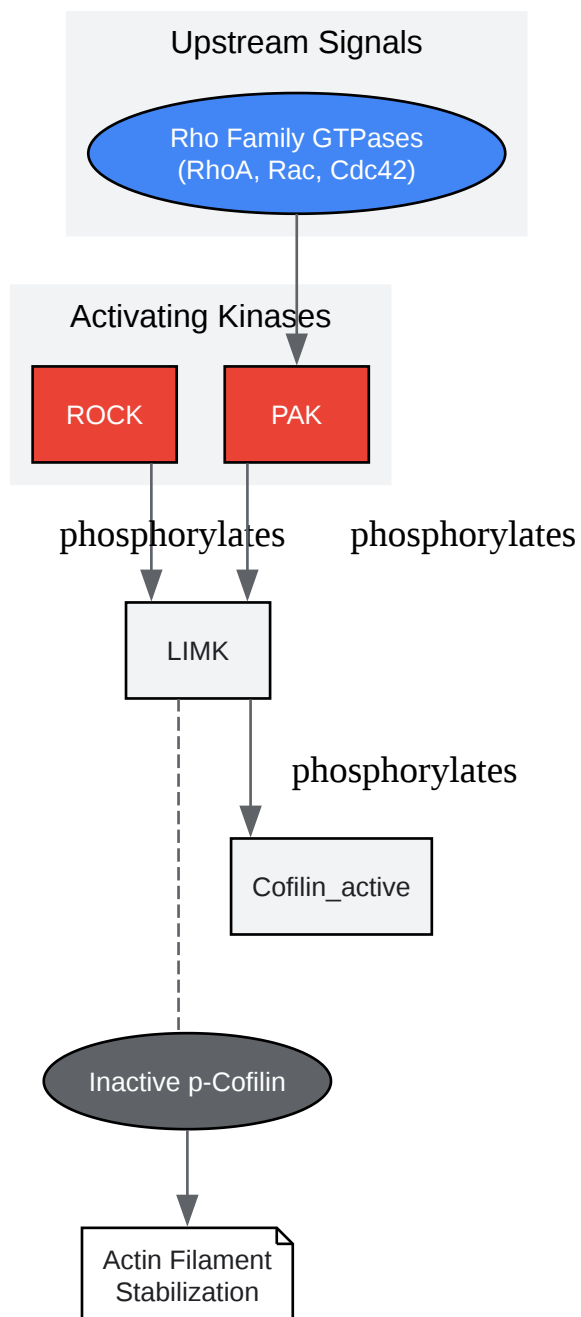 Upstream Signals
Rho Family GTPases
(RhoA, Rac, Cdc42)
Activating Kinases
ROCK
PAK
phosphorylates
phosphorylates
LIMK
phosphorylates
Cofilin_active
Inactive p-Cofilin
Actin Filament
Stabilization